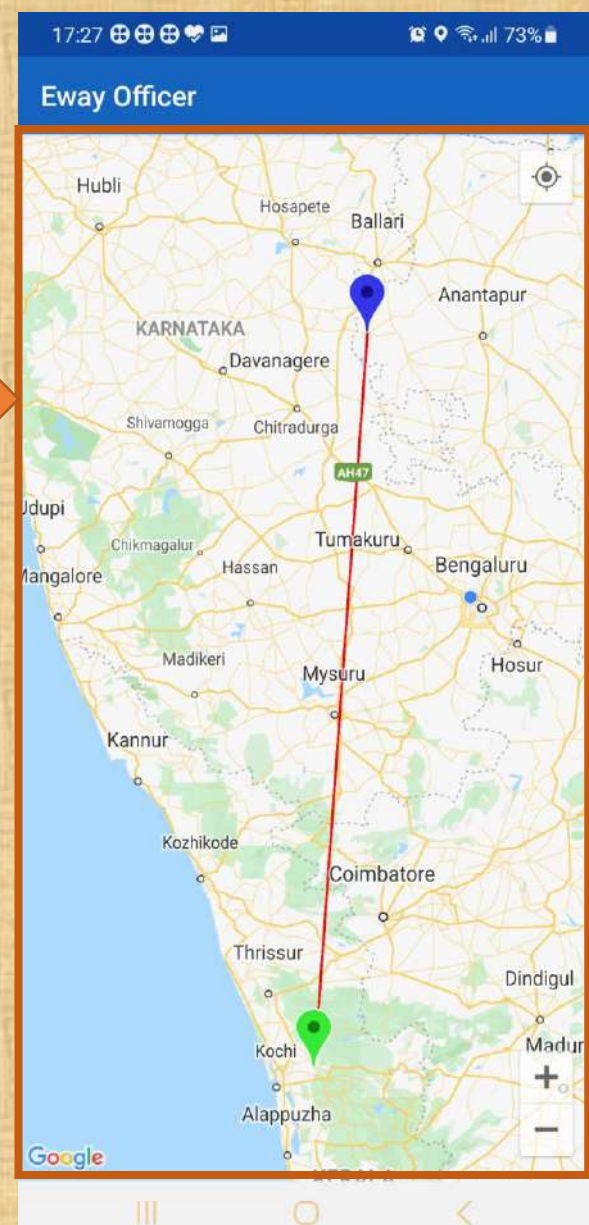 17:27
73%
Eway Officer
Hubli
Hosapete
Ballari
Anantapur
KARNATAKA
Davanagere
Shivamogga
Chitradurga
AH47
Udupi
Chikmagalur
Tumakuru
Bengaluru
Mangalore
Hassan
Madikeri
Mysuru
Hosur
Kannur
Kozhikode
Coimbatore
Thrissur
Dindigul
Kochi
Madur
+
Alappuzha
−
Google